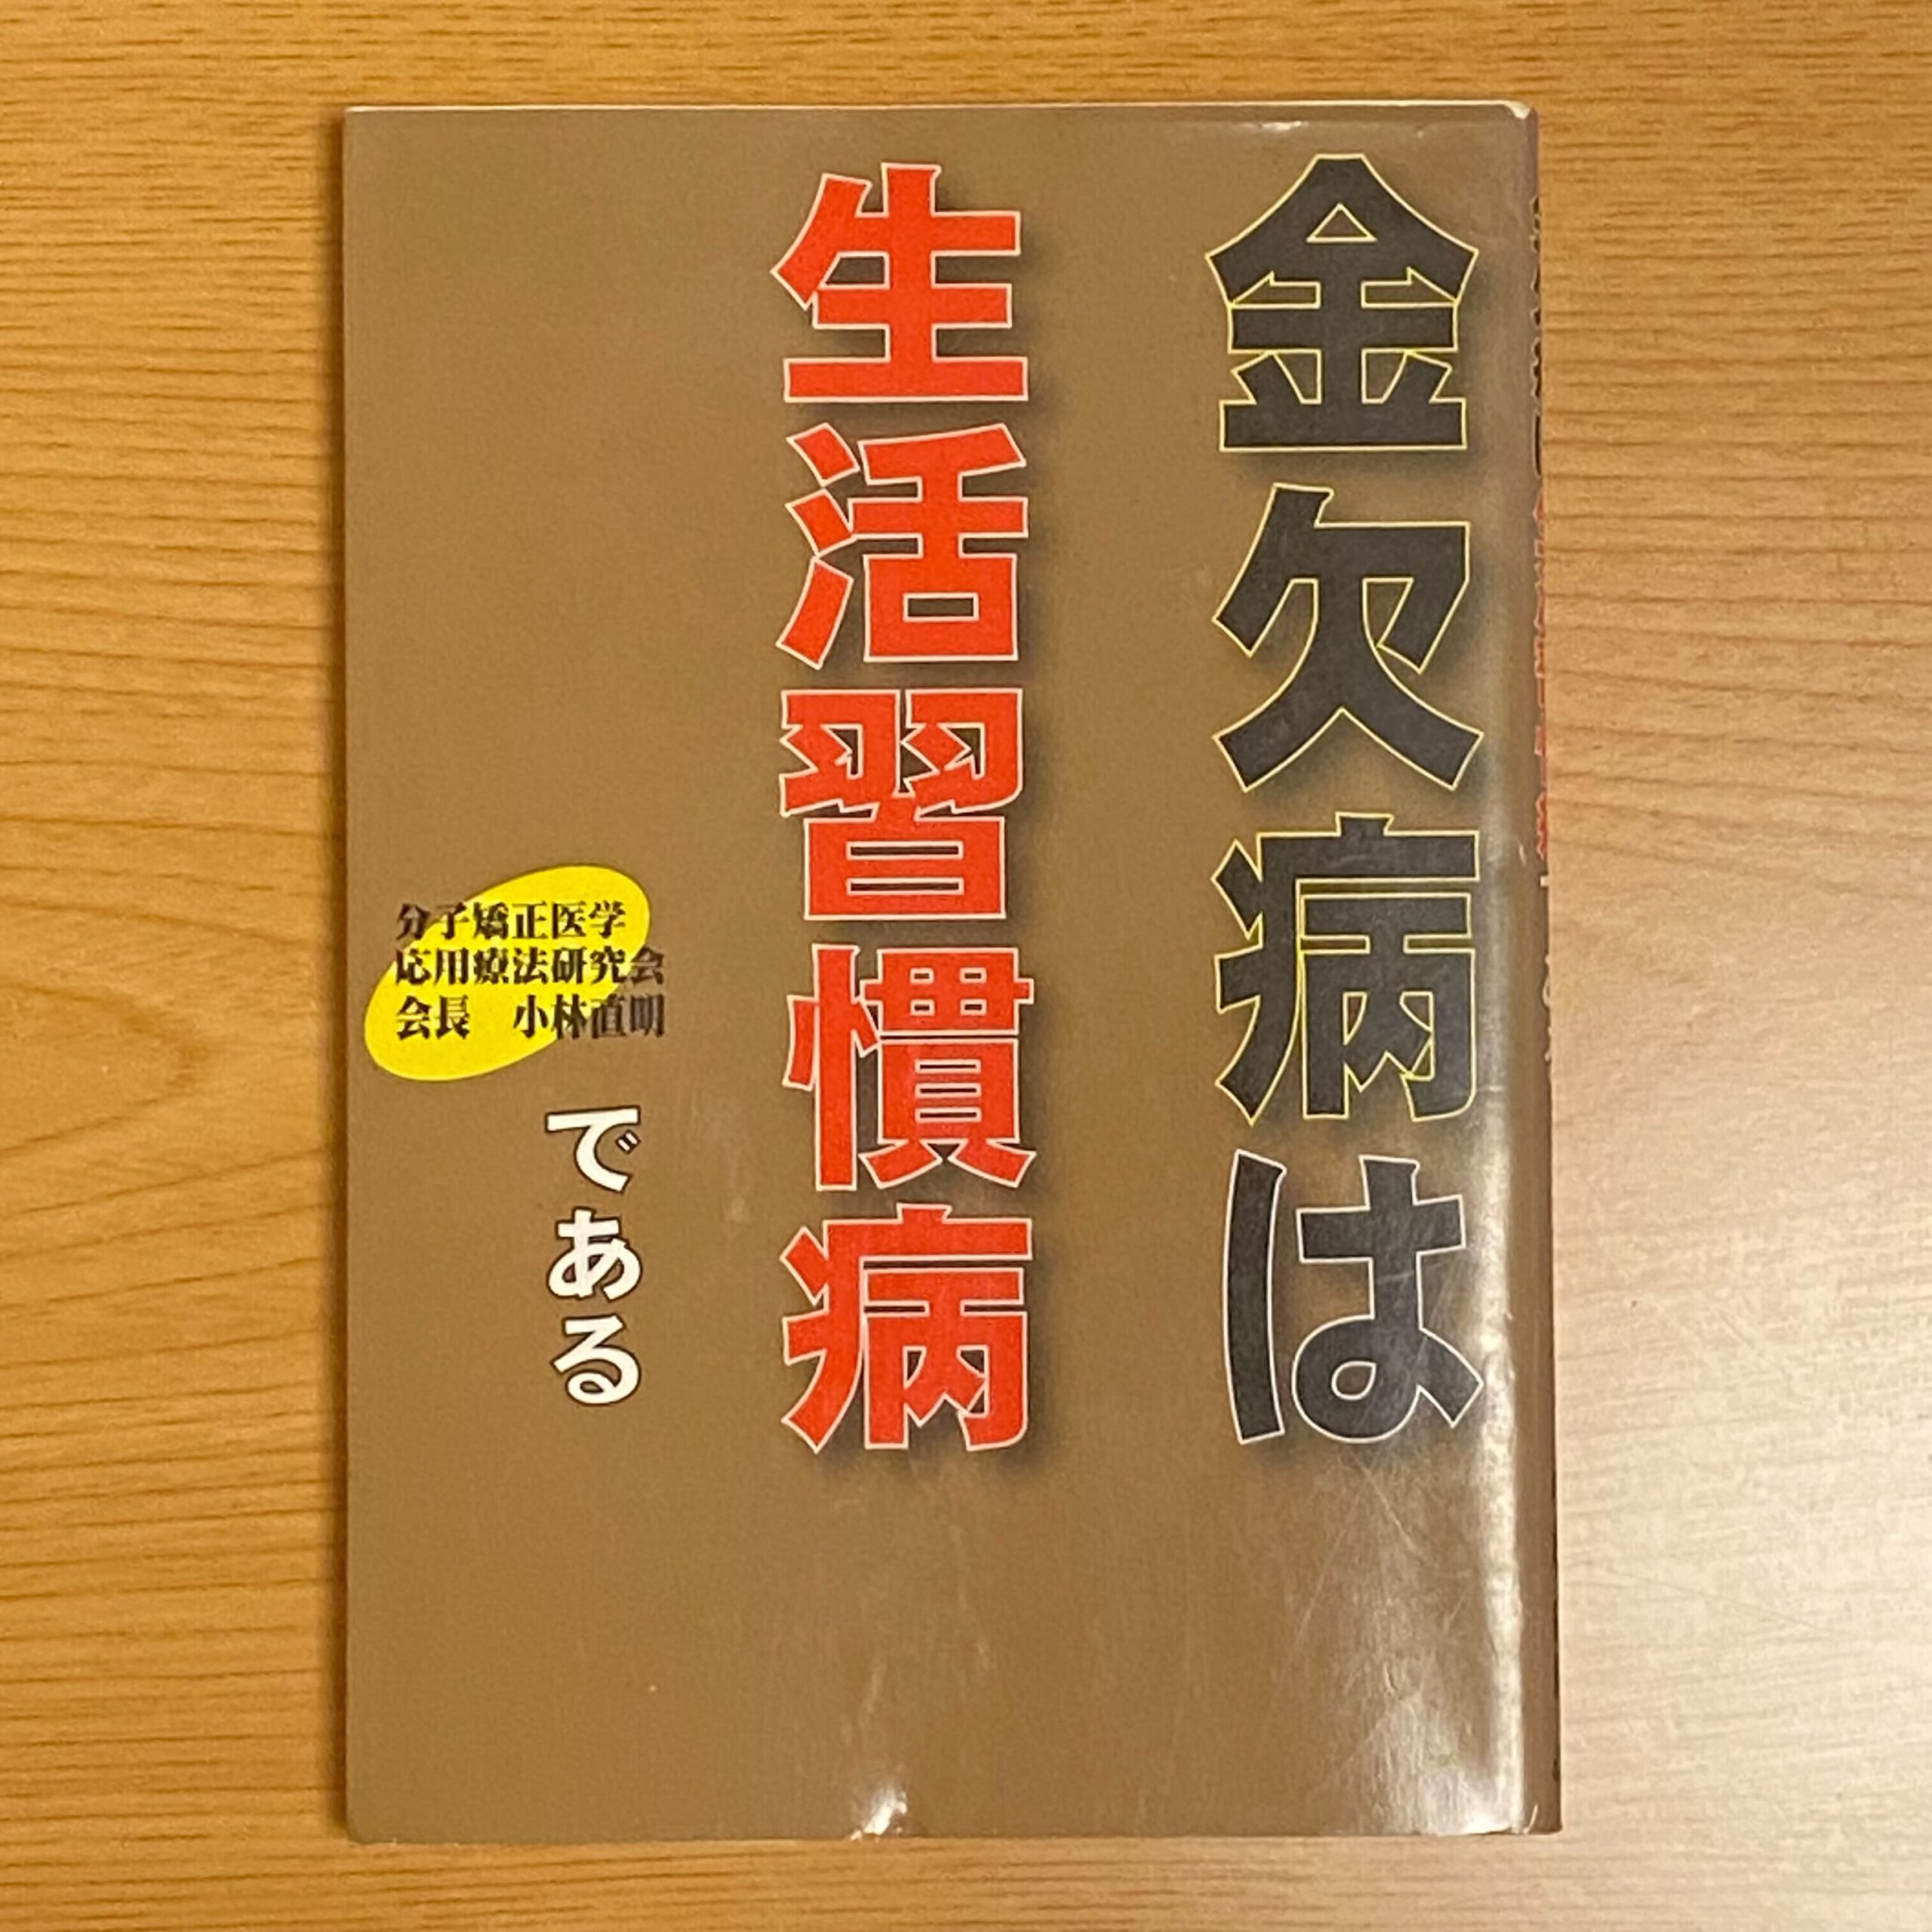 金欠病は
生活習慣病
である
分子矯正医学
応用療法研究会
会長　小林直明